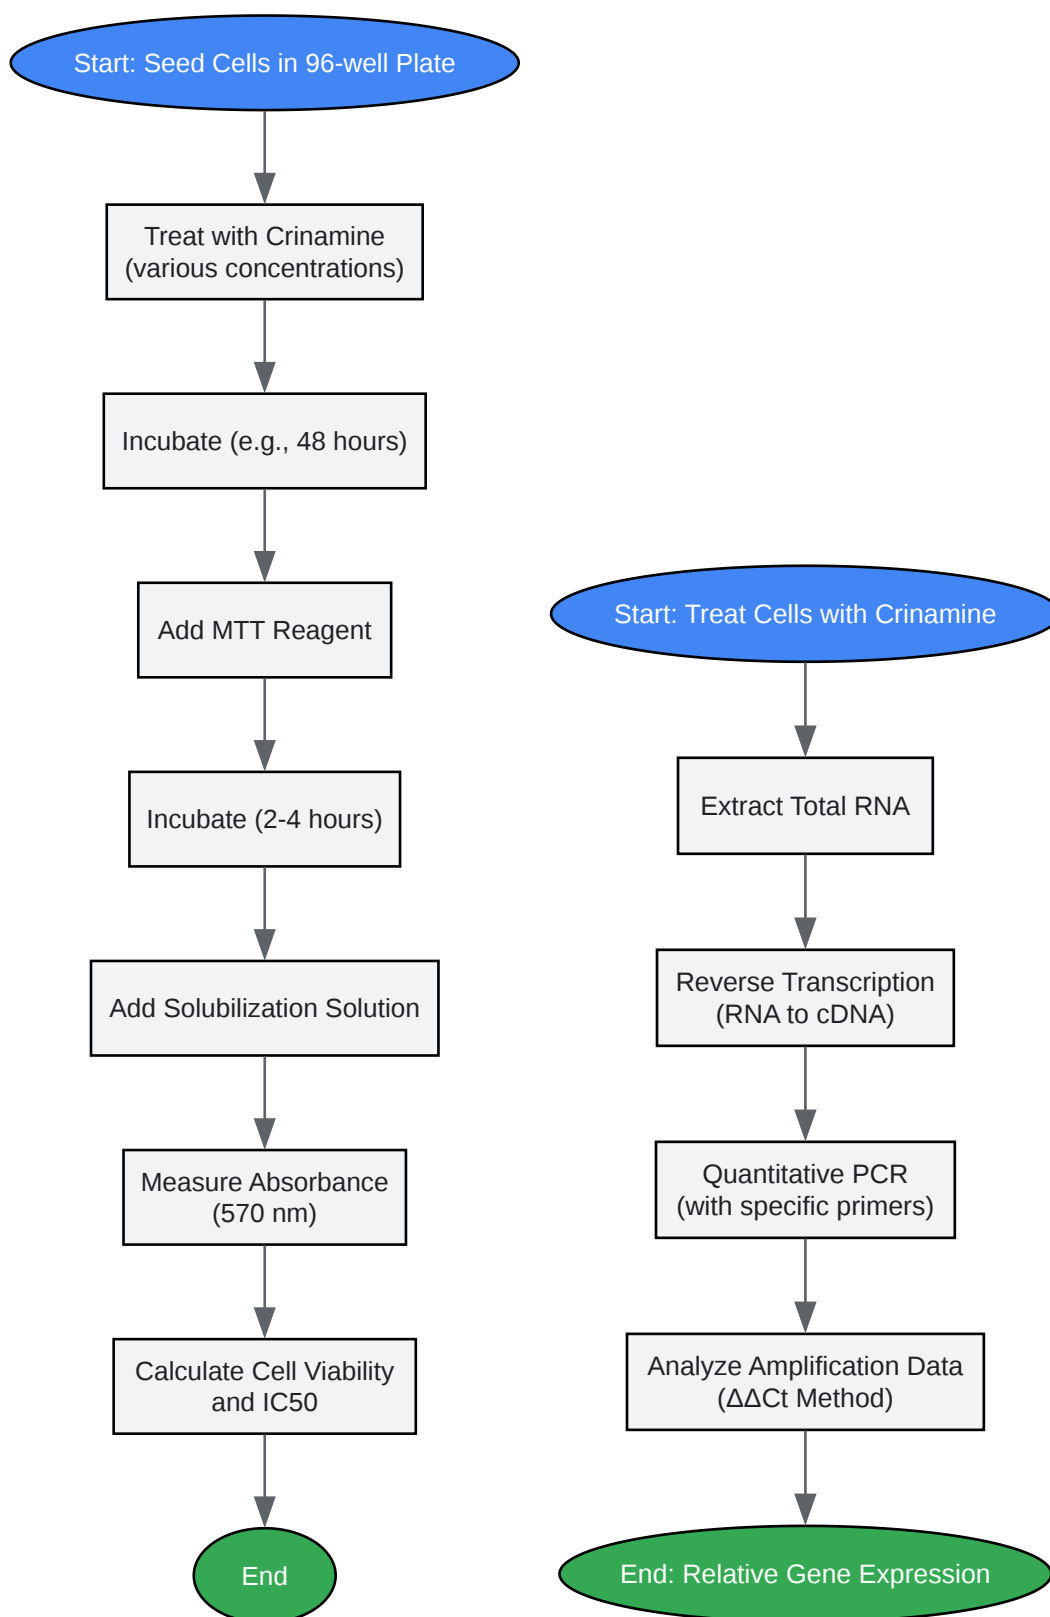 Start: Seed Cells in 96-well Plate
Treat with Crinamine
(various concentrations)
Incubate (e.g., 48 hours)
Add MTT Reagent
Incubate (2-4 hours)
Add Solubilization Solution
Measure Absorbance
(570 nm)
Calculate Cell Viability
and IC50
End
Start: Treat Cells with Crinamine
Extract Total RNA
Reverse Transcription
(RNA to cDNA)
Quantitative PCR
(with specific primers)
Analyze Amplification Data
(ΔΔCt Method)
End: Relative Gene Expression